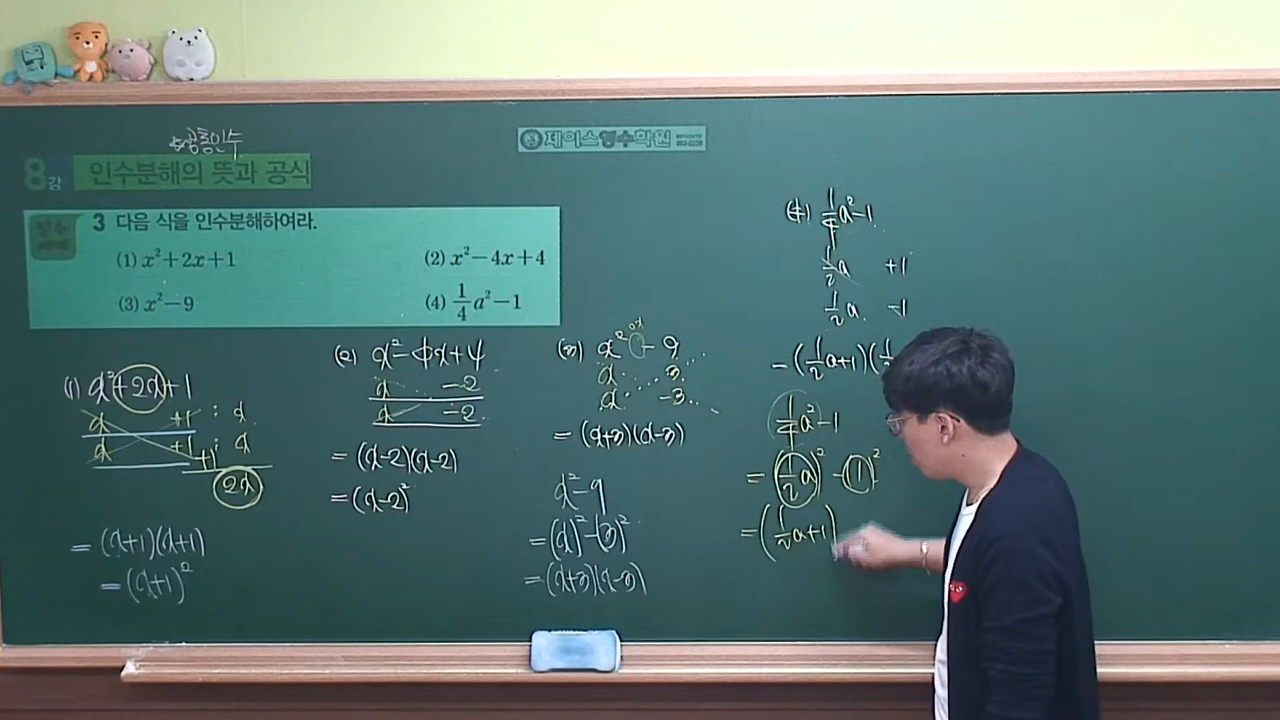 공통인수
제이스영수학원
8강 인수분해의 뜻과 공식
3 다음 식을 인수분해하여라.
(1) x²+2x+1
(2) x²-4x+4
(3) x²-9
(4) 1/4 a²-1
(1) x²+2x+1
x +1 : x
x +1 : x
+
2x
= (x+1)(x+1)
= (x+1)²
(2) x²-4x+4
x -2
x -2
= (x-2)(x-2)
= (x-2)²
(3) x² 0x - 9
x 3
x -3
= (x+3)(x-3)
x²-9
= (x)²-(3)²
= (x+3)(x-3)
(4) 1/4 a²-1
1/2 a +1
1/2 a -1
= (1/2 a+1)(
1/4 a²-1
= (1/2 a)² - (1)²
= (1/2 a+1)